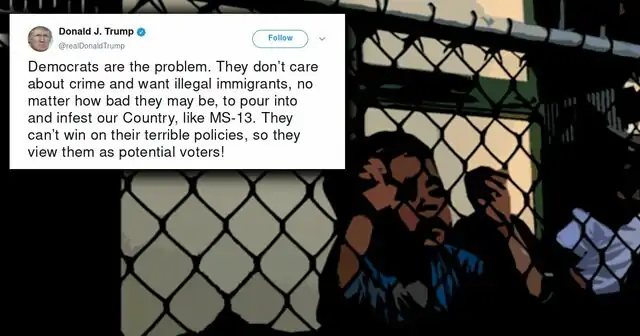 Donald J. Trump
@realDonaldTrump
Follow
Democrats are the problem. They don’t care
about crime and want illegal immigrants, no
matter how bad they may be, to pour into
and infest our Country, like MS-13. They
can’t win on their terrible policies, so they
view them as potential voters!